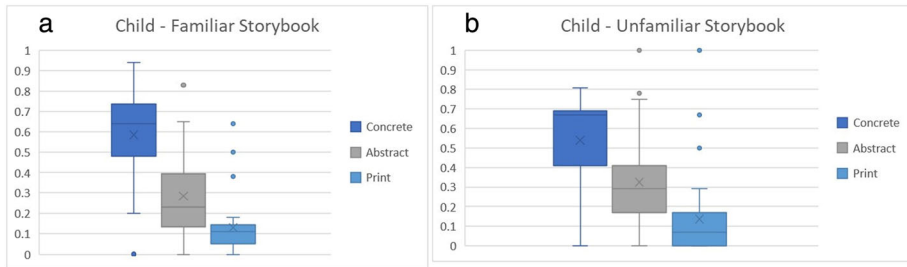 a
Child - Familiar Storybook
1
0.9
0.8
0.7
0.6
0.5
0.4
0.3
0.2
0.1
0
Concrete
Abstract
Print
b
Child - Unfamiliar Storybook
1
0.9
0.8
0.7
0.6
0.5
0.4
0.3
0.2
0.1
0
Concrete
Abstract
Print